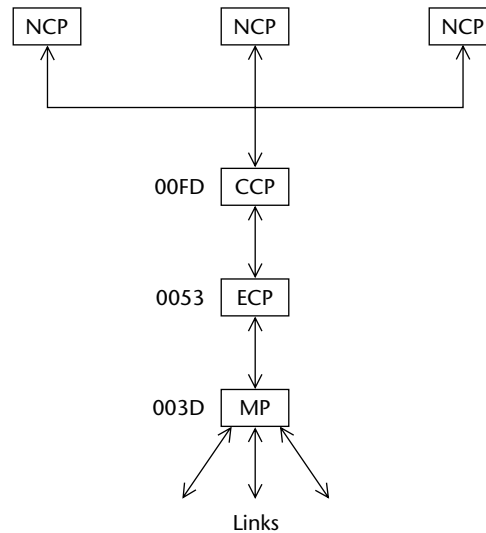 NCP NCP NCP
00FD CCP
0053 ECP
003D MP
Links